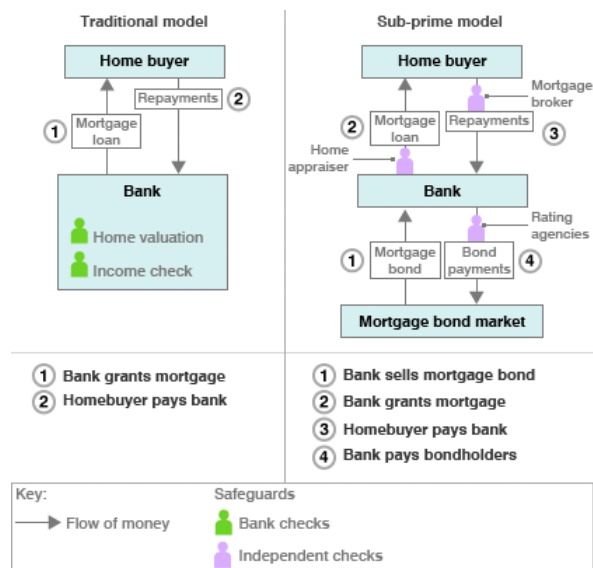 Traditional model
Home buyer
Repayments
2
1
Mortgage
loan
Bank
Home valuation
Income check
1 Bank grants mortgage
2 Homebuyer pays bank
Sub-prime model
Home buyer
Mortgage
broker
2
Mortgage
loan
Repayments
3
Home
appraiser
Bank
Rating
agencies
1
Mortgage
bond
Bond
payments
4
Mortgage bond market
1 Bank sells mortgage bond
2 Bank grants mortgage
3 Homebuyer pays bank
4 Bank pays bondholders
Key:
Flow of money
Safeguards
Bank checks
Independent checks